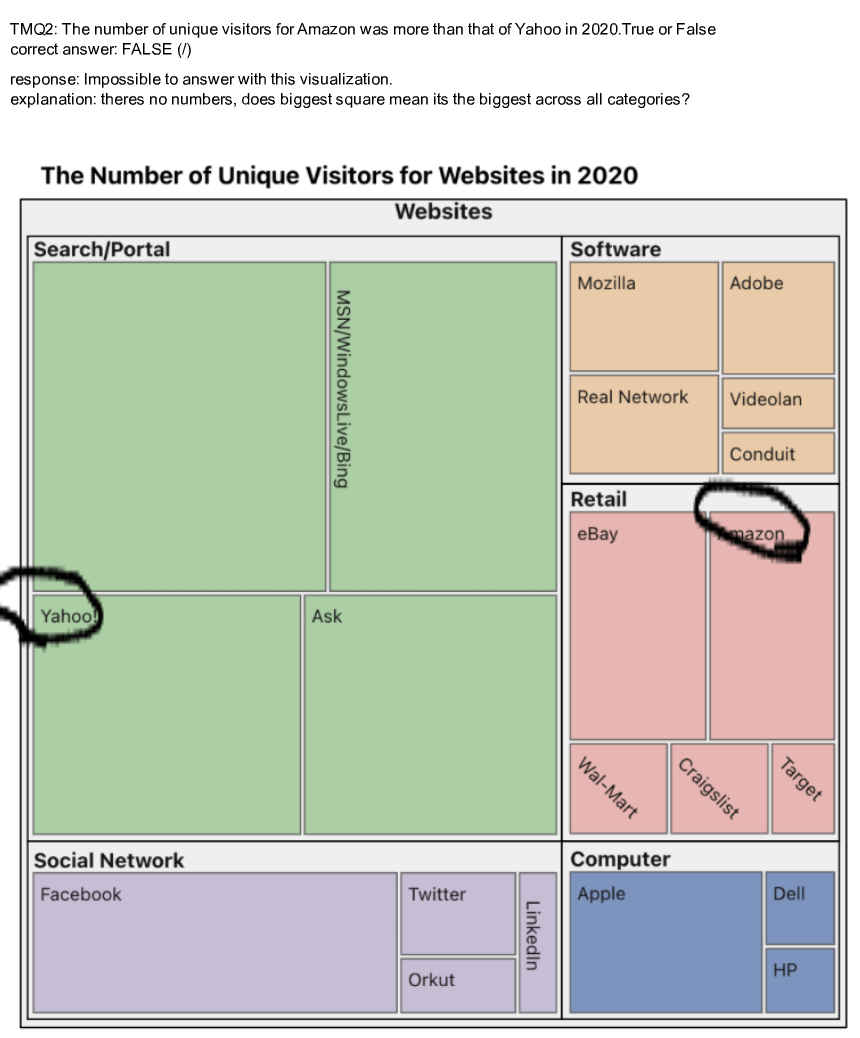 TMQ2: The number of unique visitors for Amazon was more than that of Yahoo in 2020.True or False
correct answer: FALSE (/)
response: Impossible to answer with this visualization.
explanation: theres no numbers, does biggest square mean its the biggest across all categories?
The Number of Unique Visitors for Websites in 2020
Websites
Search/Portal
MSN/WindowsLive/Bing
Yahoo!
Ask
Software
Mozilla
Adobe
Real Network
Videolan
Conduit
Retail
eBay
Amazon
Wal-Mart
Craigslist
Target
Social Network
Facebook
Twitter
LinkedIn
Orkut
Computer
Apple
Dell
HP